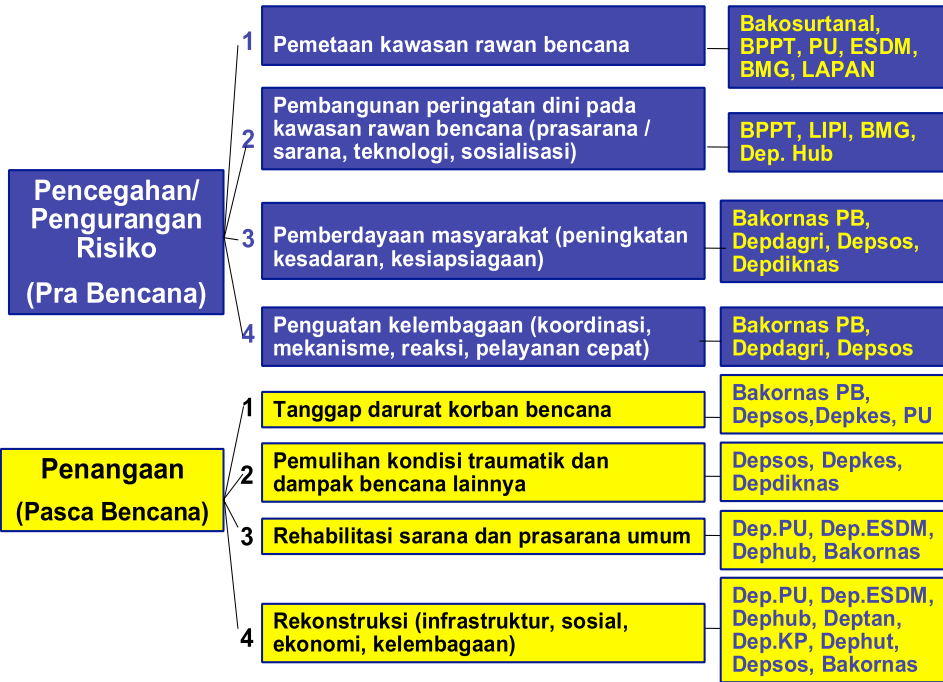 Pencegahan/
Pengurangan
Risiko
(Pra Bencana)
1
Pemetaan kawasan rawan bencana
Bakosurtanal,
BPPT, PU, ESDM,
BMG, LAPAN
2
Pembangunan peringatan dini pada
kawasan rawan bencana (prasarana /
sarana, teknologi, sosialisasi)
BPPT, LIPI, BMG,
Dep. Hub
3
Pemberdayaan masyarakat (peningkatan
kesadaran, kesiapsiagaan)
Bakornas PB,
Depdagri, Depsos,
Depdiknas
4
Penguatan kelembagaan (koordinasi,
mekanisme, reaksi, pelayanan cepat)
Bakornas PB,
Depdagri, Depsos
Penangaan
(Pasca Bencana)
1
Tanggap darurat korban bencana
Bakornas PB,
Depsos,Depkes, PU
2
Pemulihan kondisi traumatik dan
dampak bencana lainnya
Depsos, Depkes,
Depdiknas
3
Rehabilitasi sarana dan prasarana umum
Dep.PU, Dep.ESDM,
Dephub, Bakornas
4
Rekonstruksi (infrastruktur, sosial,
ekonomi, kelembagaan)
Dep.PU, Dep.ESDM,
Dephub, Deptan,
Dep.KP, Dephut,
Depsos, Bakornas